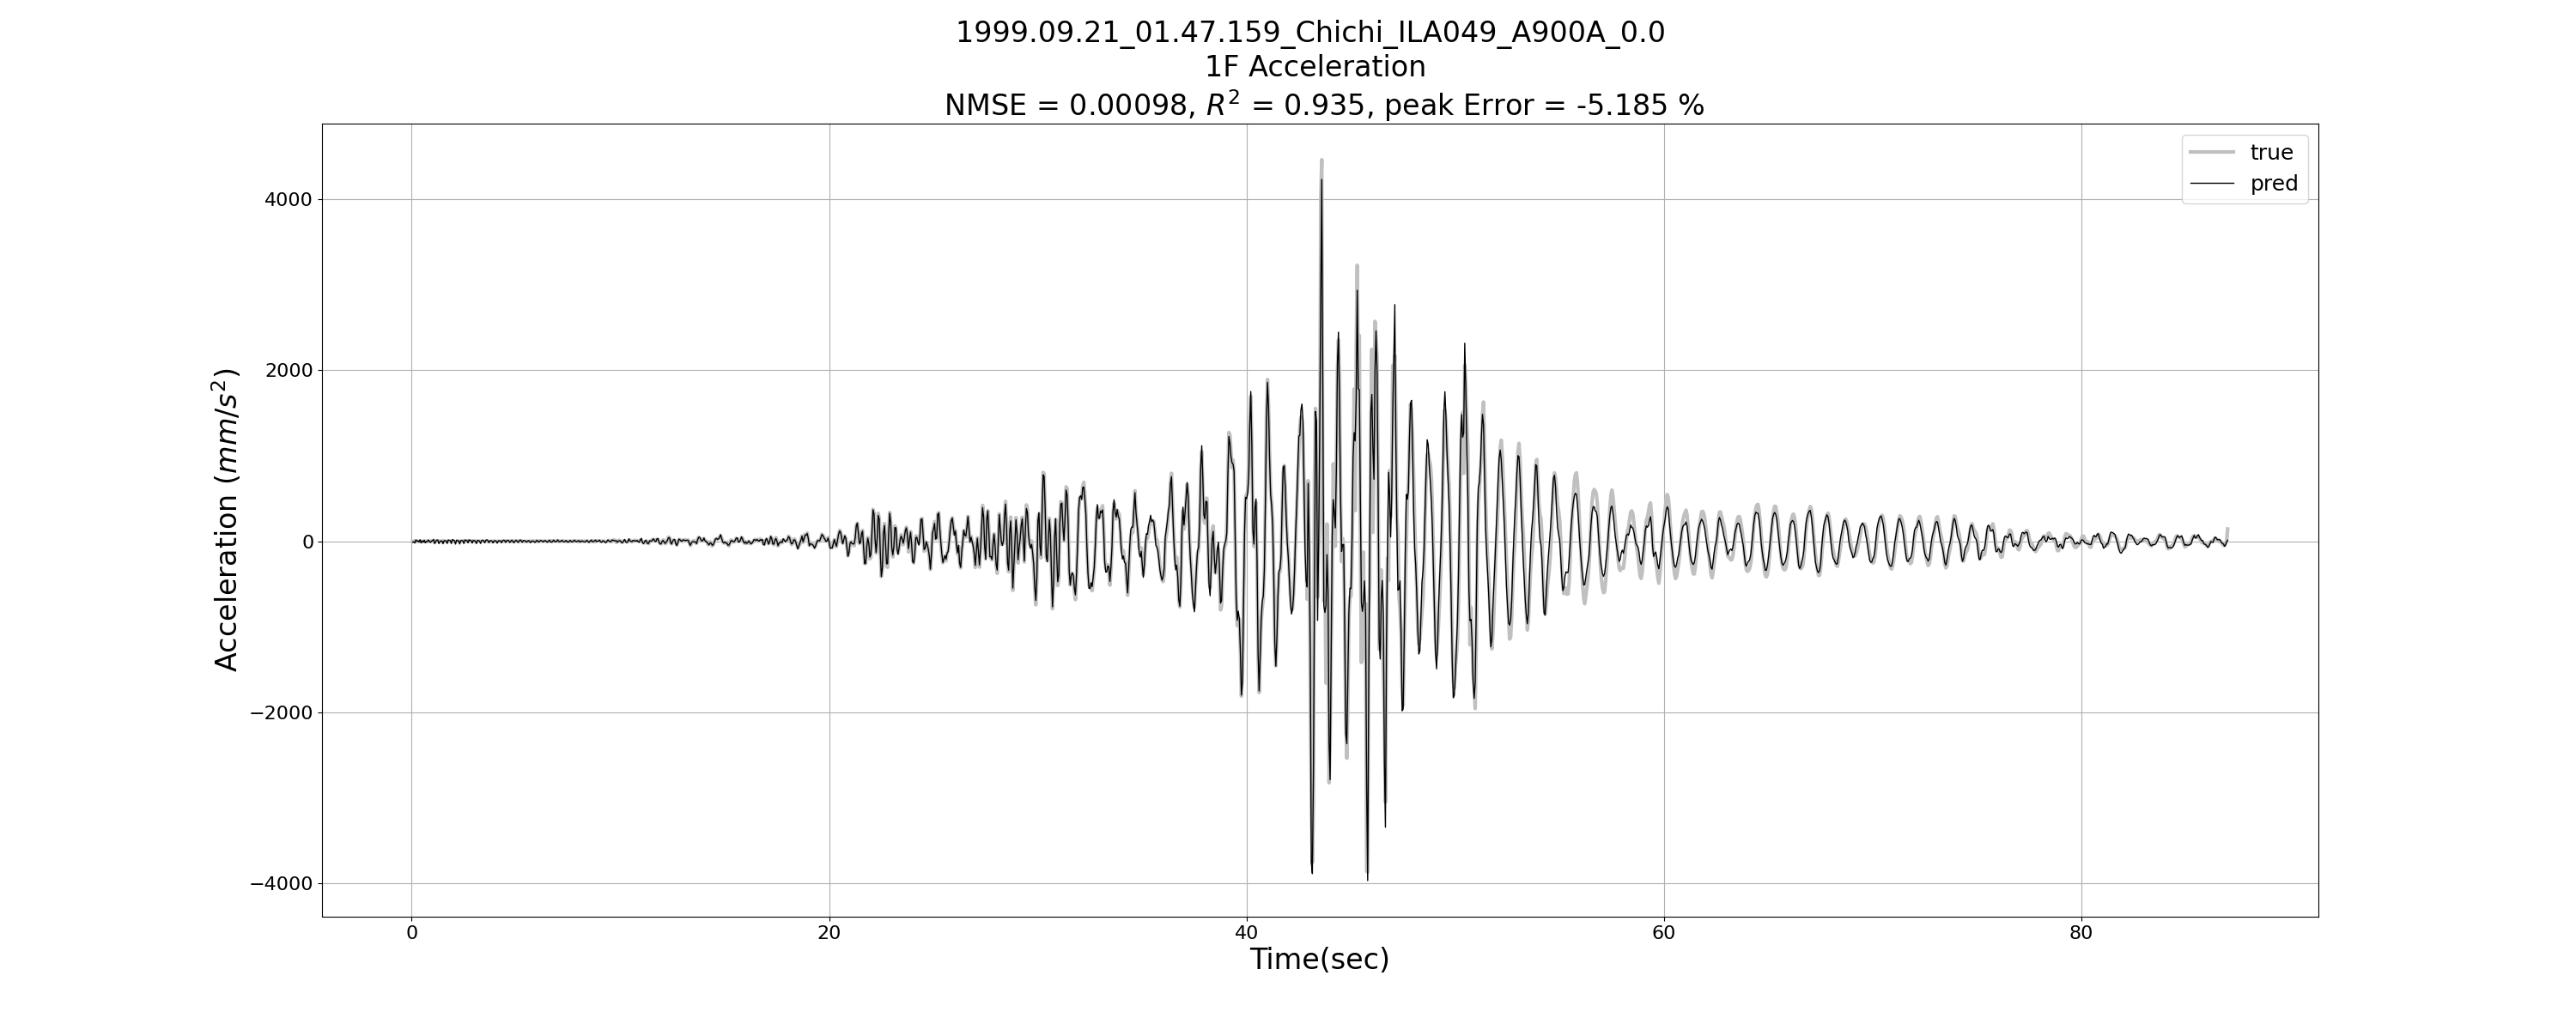 1999.09.21_01.47.159_Chichi_ILA049_A900A_0.0
1F Acceleration
NMSE = 0.00098, R² = 0.935, peak Error = -5.185 %
true
pred
Acceleration (mm/s²)
4000
2000
0
−2000
−4000
0
20
40
60
80
Time(sec)